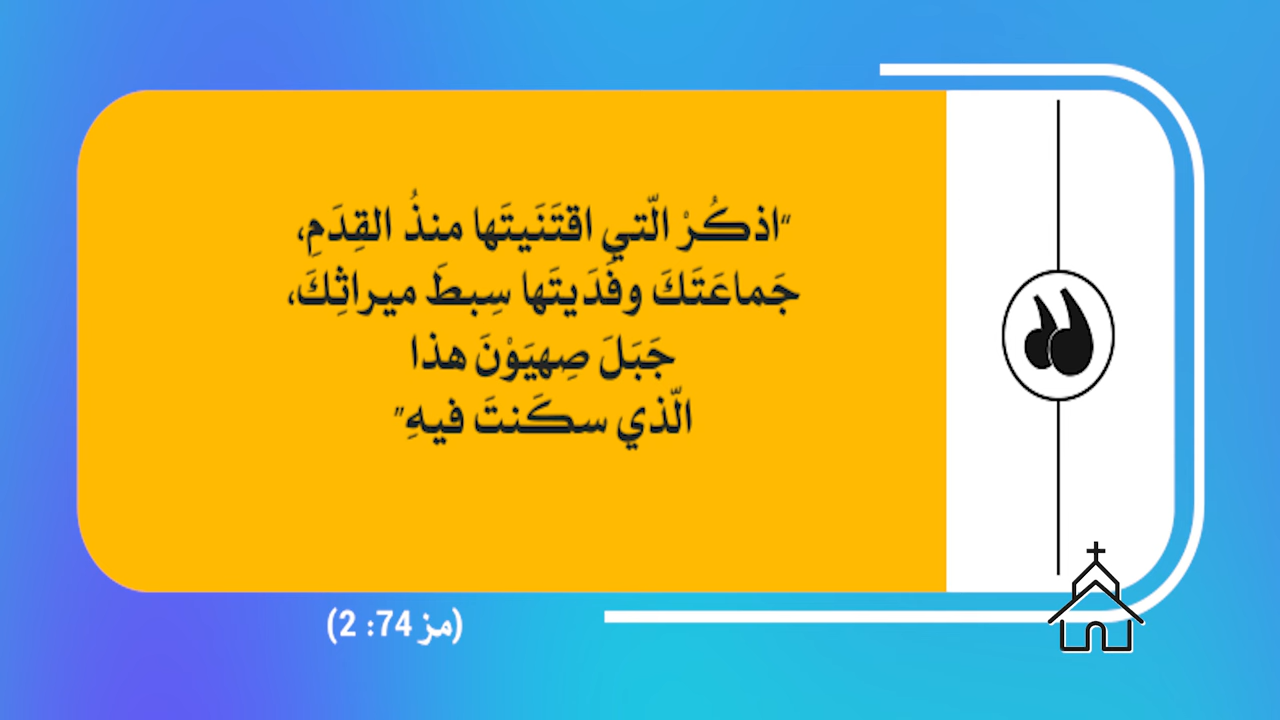 “اذكُرْ الّتي اقتَنَيتَها منذُ القِدَمِ،
جَماعَتَكَ وفَدَيتَها سِبطَ ميراثِكَ،
جَبَلَ صِهيَوْنَ هذا
الّذي سكَنتَ فيهِ”
(مز 74: 2)